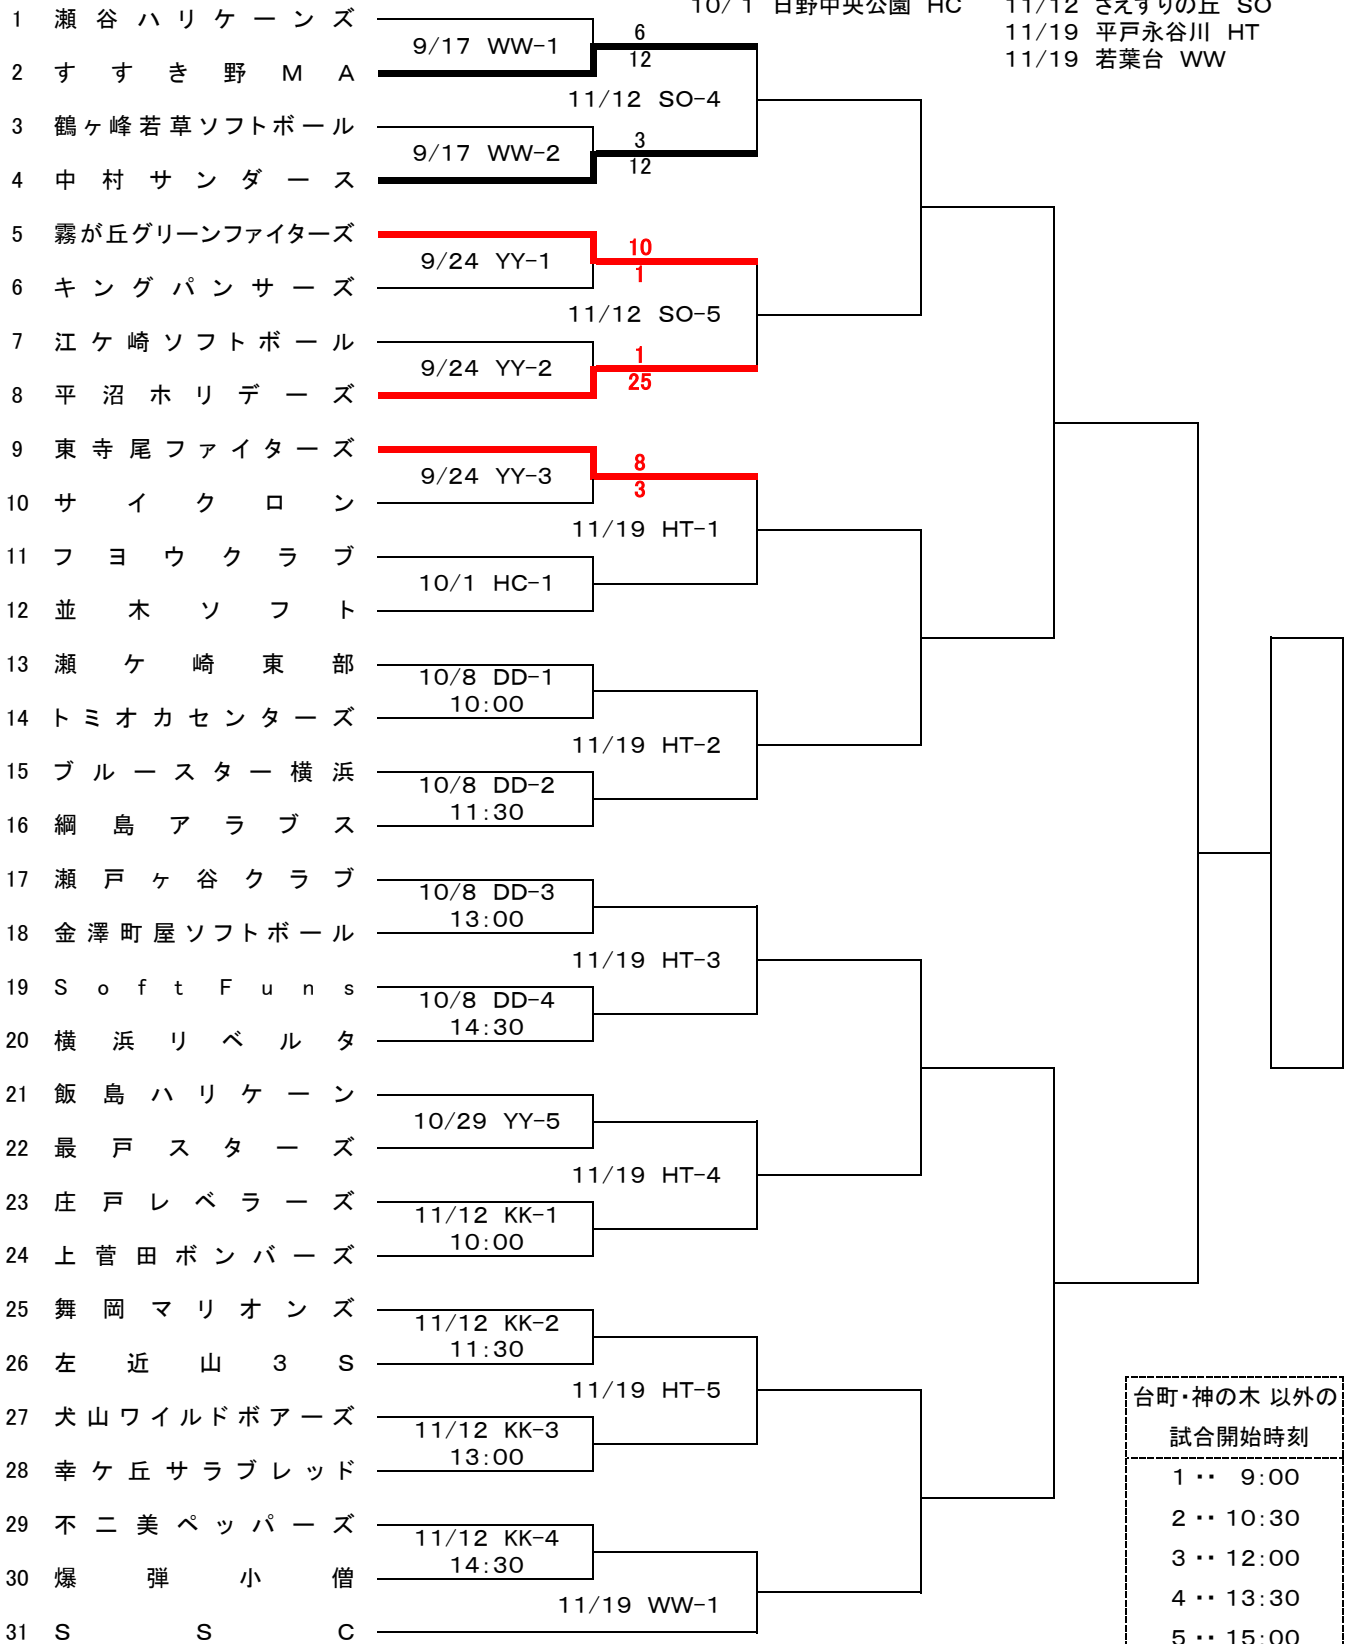 10/ 1 日野中央公園 HC 11/12 さえずりの丘 SO
11/19 平戸永谷川 HT
11/19 若葉台 WW
1 瀬谷ハリケーンズ
9/17 WW-1
6
12
2 すすき野MA
11/12 SO-4
3 鶴ヶ峰若草ソフトボール
9/17 WW-2
3
12
4 中村サンダース
5 霧が丘グリーンファイターズ
9/24 YY-1
10
1
6 キングパンサーズ
11/12 SO-5
7 江ケ崎ソフトボール
9/24 YY-2
1
25
8 平沼ホリデーズ
9 東寺尾ファイターズ
9/24 YY-3
8
3
10 サイクロン
11/19 HT-1
11 フヨウクラブ
10/1 HC-1
12 並木ソフト
13 瀬ケ崎東部
10/8 DD-1
10:00
14 トミオカセンターズ
11/19 HT-2
15 ブルースター横浜
10/8 DD-2
11:30
16 綱島アラブス
17 瀬戸ヶ谷クラブ
10/8 DD-3
13:00
18 金澤町屋ソフトボール
11/19 HT-3
19 SoftFuns
10/8 DD-4
14:30
20 横浜リベルタ
21 飯島ハリケーン
10/29 YY-5
22 最戸スターズ
11/19 HT-4
23 庄戸レベラーズ
11/12 KK-1
10:00
24 上菅田ボンバーズ
25 舞岡マリオンズ
11/12 KK-2
11:30
26 左近山3S
11/19 HT-5
27 犬山ワイルドボアーズ
11/12 KK-3
13:00
28 幸ケ丘サラブレッド
29 不二美ペッパーズ
11/12 KK-4
14:30
30 爆弾小僧
11/19 WW-1
31 SSC
台町・神の木 以外の
試合開始時刻
1 ‥ 9:00
2 ‥ 10:30
3 ‥ 12:00
4 ‥ 13:30
5 ‥ 15:00